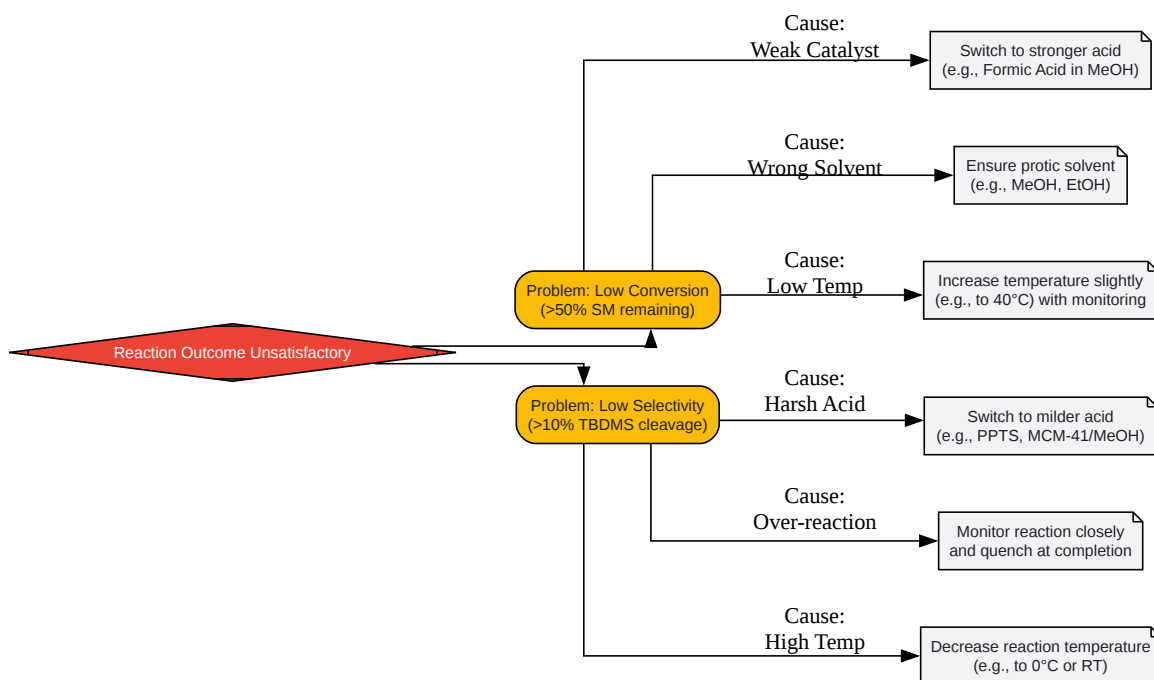 Cause:
Weak Catalyst
Switch to stronger acid
(e.g., Formic Acid in MeOH)
Cause:
Wrong Solvent
Ensure protic solvent
(e.g., MeOH, EtOH)
Problem: Low Conversion
(>50% SM remaining)
Cause:
Low Temp
Increase temperature slightly
(e.g., to 40°C) with monitoring
Reaction Outcome Unsatisfactory
Problem: Low Selectivity
(>10% TBDMS cleavage)
Cause:
Harsh Acid
Switch to milder acid
(e.g., PPTS, MCM-41/MeOH)
Cause:
Over-reaction
Monitor reaction closely
and quench at completion
Cause:
High Temp
Decrease reaction temperature
(e.g., to 0°C or RT)